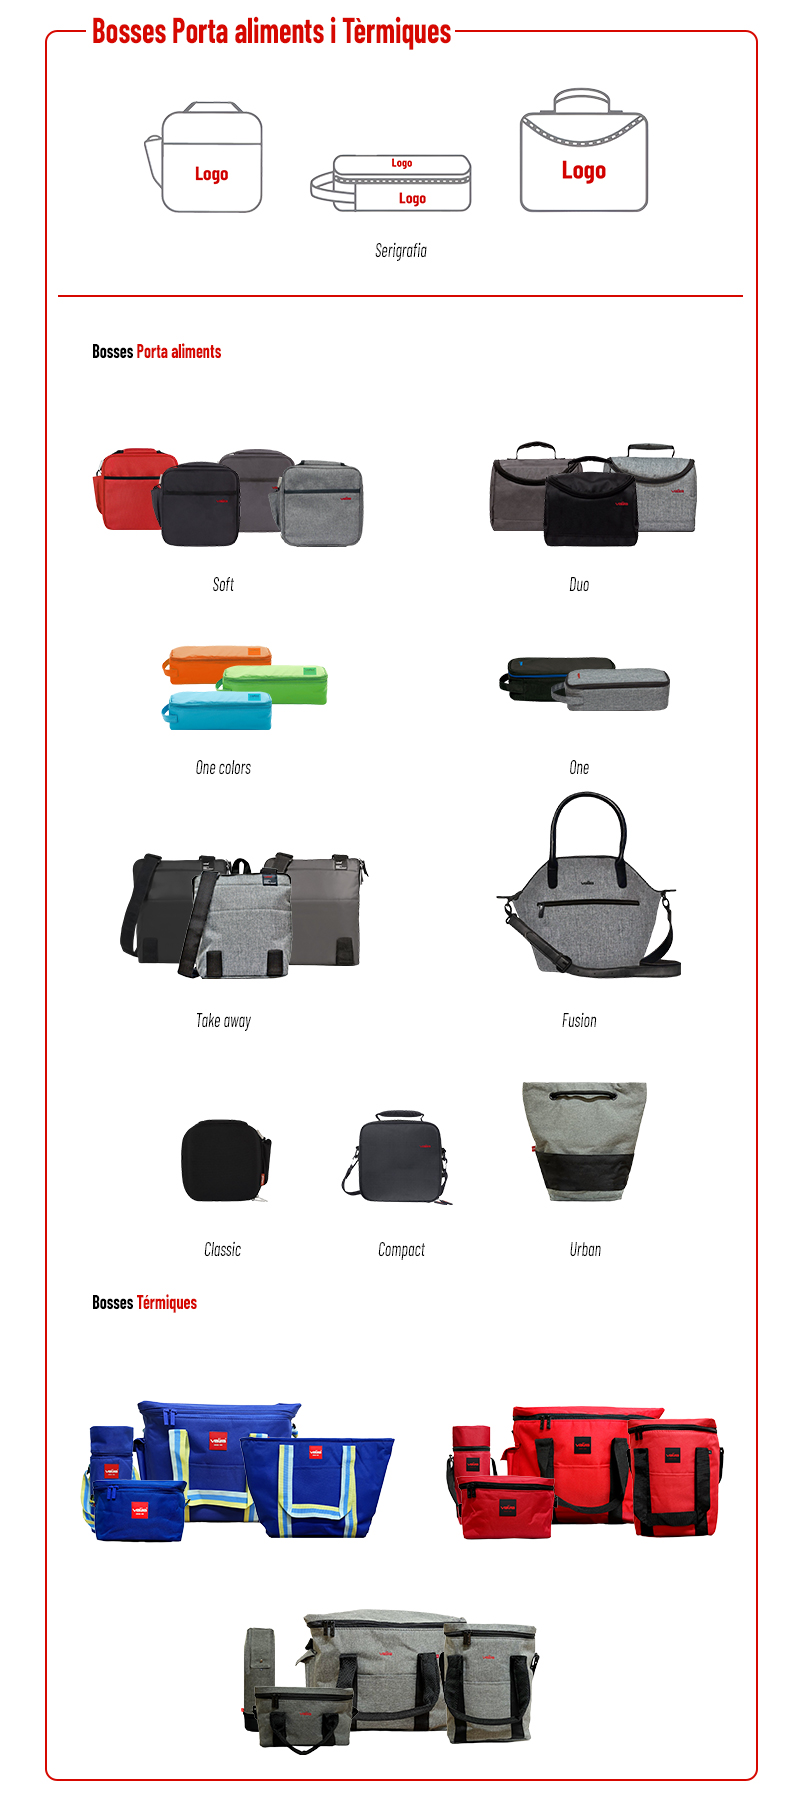 Bosses Porta aliments i Tèrmiques
Logo
Logo
Logo
Logo
Serigrafía
Bosses Porta aliments
Soft
Duo
One colors
One
Take away
Fusion
Classic
Compact
Urban
Bosses Térmiques